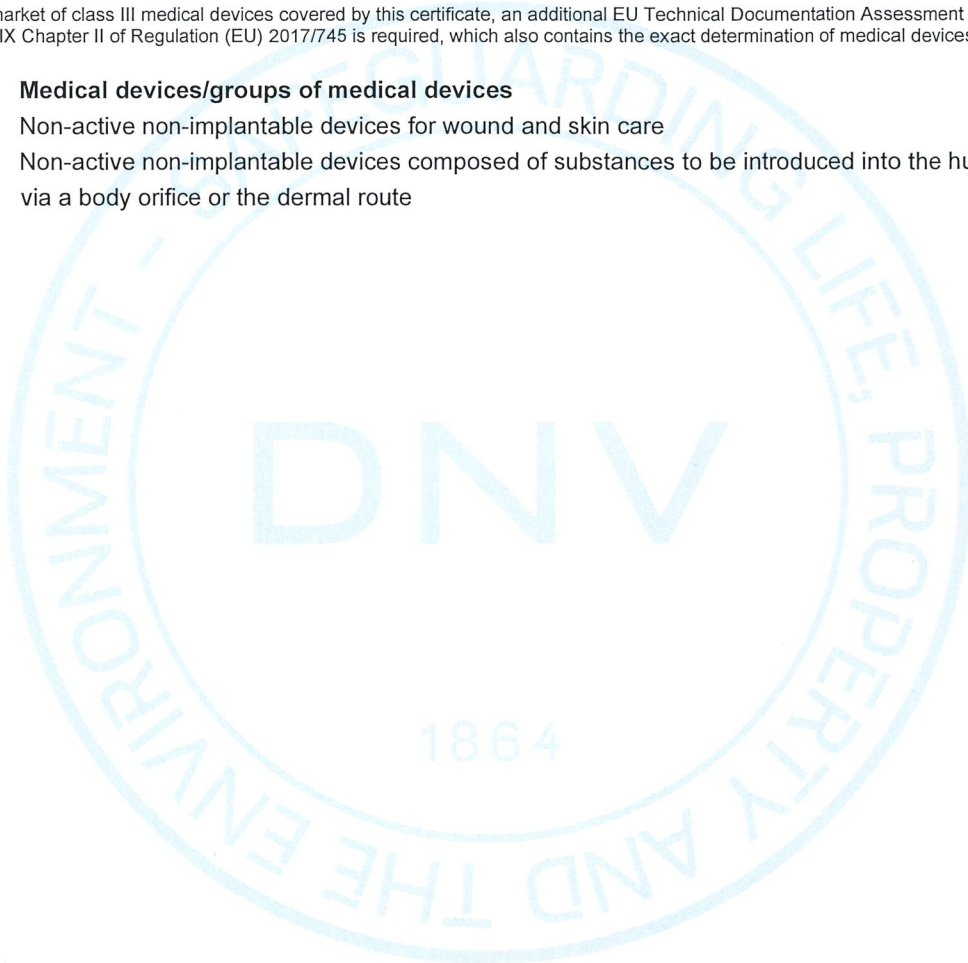 arket of class III medical devices covered by this certificate, an additional EU Technical Documentation Assessment
IX Chapter II of Regulation (EU) 2017/745 is required, which also contains the exact determination of medical devices
Medical devices/groups of medical devices
Non-active non-implantable devices for wound and skin care
Non-active non-implantable devices composed of substances to be introduced into the hu
via a body orifice or the dermal route
SAFEGUARDING LIFE, PROPERTY AND THE ENVIRONMENT -
DNV
1864